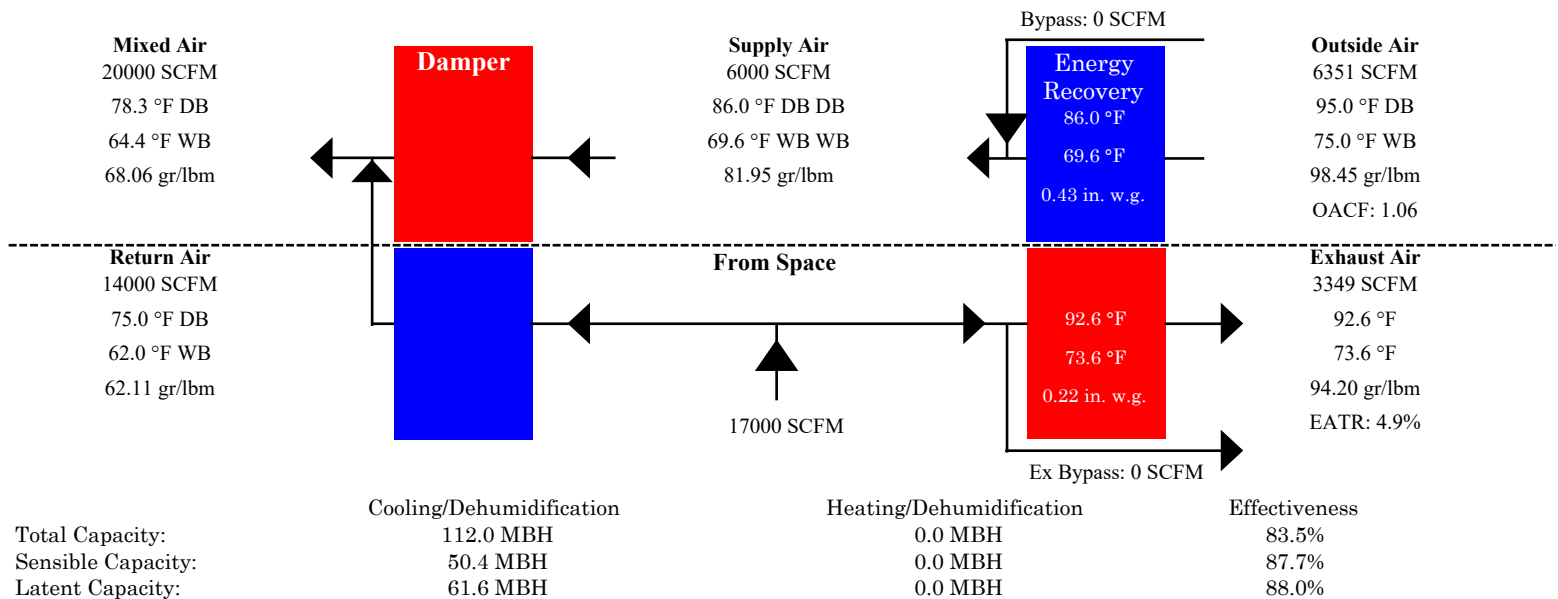 Bypass: 0 SCFM
Mixed Air
20000 SCFM
78.3 °F DB
64.4 °F WB
68.06 gr/lbm
Damper
Supply Air
6000 SCFM
86.0 °F DB DB
69.6 °F WB WB
81.95 gr/lbm
Energy
Recovery
86.0 °F
69.6 °F
0.43 in. w.g.
Outside Air
6351 SCFM
95.0 °F DB
75.0 °F WB
98.45 gr/lbm
OACF: 1.06
Return Air
14000 SCFM
75.0 °F DB
62.0 °F WB
62.11 gr/lbm
From Space
17000 SCFM
92.6 °F
73.6 °F
0.22 in. w.g.
Exhaust Air
3349 SCFM
92.6 °F
73.6 °F
94.20 gr/lbm
EATR: 4.9%
Ex Bypass: 0 SCFM
Cooling/Dehumidification Heating/Dehumidification Effectiveness
Total Capacity: 112.0 MBH 0.0 MBH 83.5%
Sensible Capacity: 50.4 MBH 0.0 MBH 87.7%
Latent Capacity: 61.6 MBH 0.0 MBH 88.0%